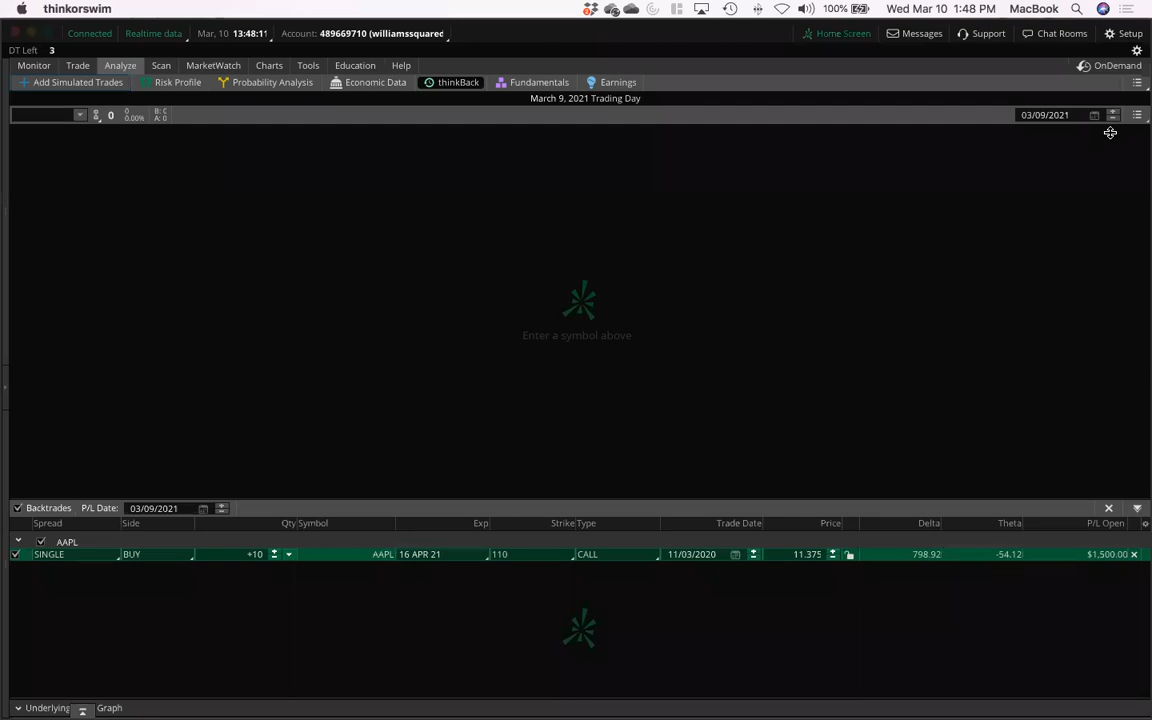 thinkorswim 100% Wed Mar 10 1:48 PM MacBook
Connected Realtime data Mar, 10 13:48:11 Account: 489669710 (williamssquared Home Screen Messages Support Chat Rooms Setup
DT Left 3
Monitor Trade Analyze Scan MarketWatch Charts Tools Education Help OnDemand
+ Add Simulated Trades Risk Profile Probability Analysis Economic Data thinkBack Fundamentals Earnings
March 9, 2021 Trading Day
0 0 B: C 03/09/2021
0.00% A: 0
Enter a symbol above
Backtrades P/L Date: 03/09/2021
Spread Side Qty Symbol Exp Strike Type Trade Date Price Delta Theta P/L Open
AAPL
SINGLE BUY +10 AAPL 16 APR 21 110 CALL 11/03/2020 11.375 798.92 -54.12 $1,500.00
Underlying Graph